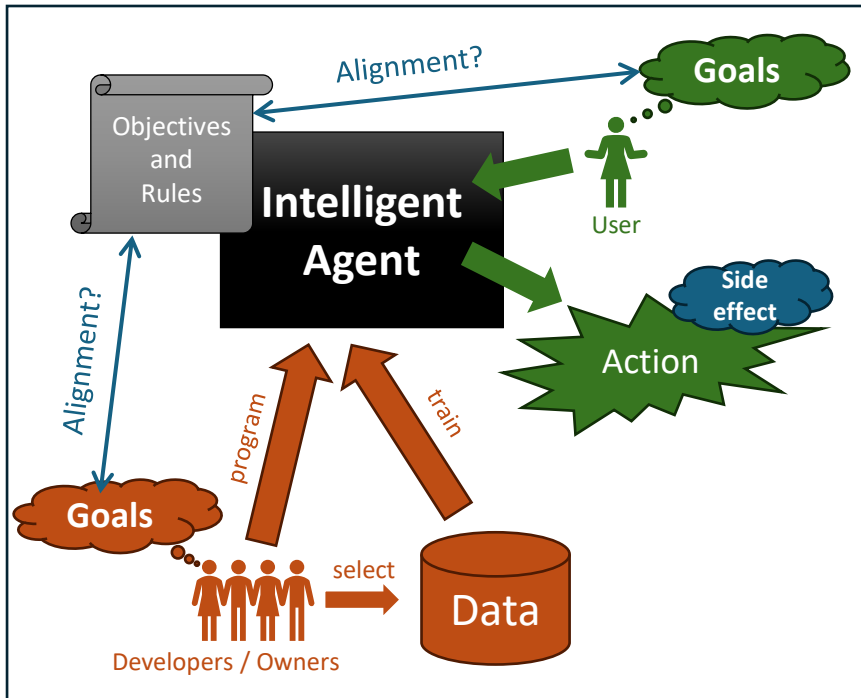 Alignment?
Goals
Objectives
and
Rules
Intelligent
Agent
User
Side
effect
Action
Alignment?
program
train
Goals
select
Data
Developers / Owners